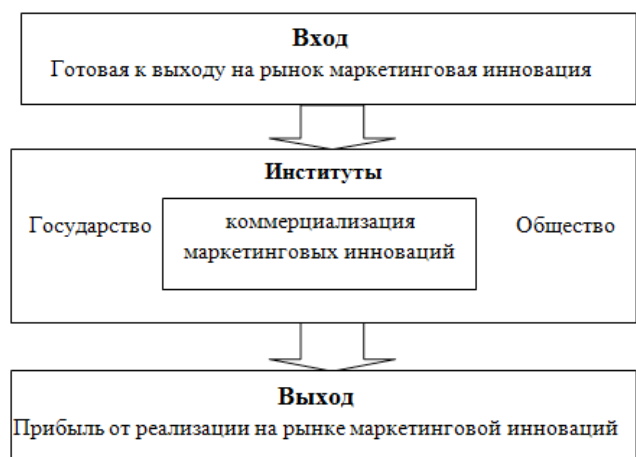 Вход
Готовая к выходу на рынок маркетинговая инновация
Институты
Государство
коммерциализация
маркетинговых инноваций
Общество
Выход
Прибыль от реализации на рынке маркетинговой инноваций